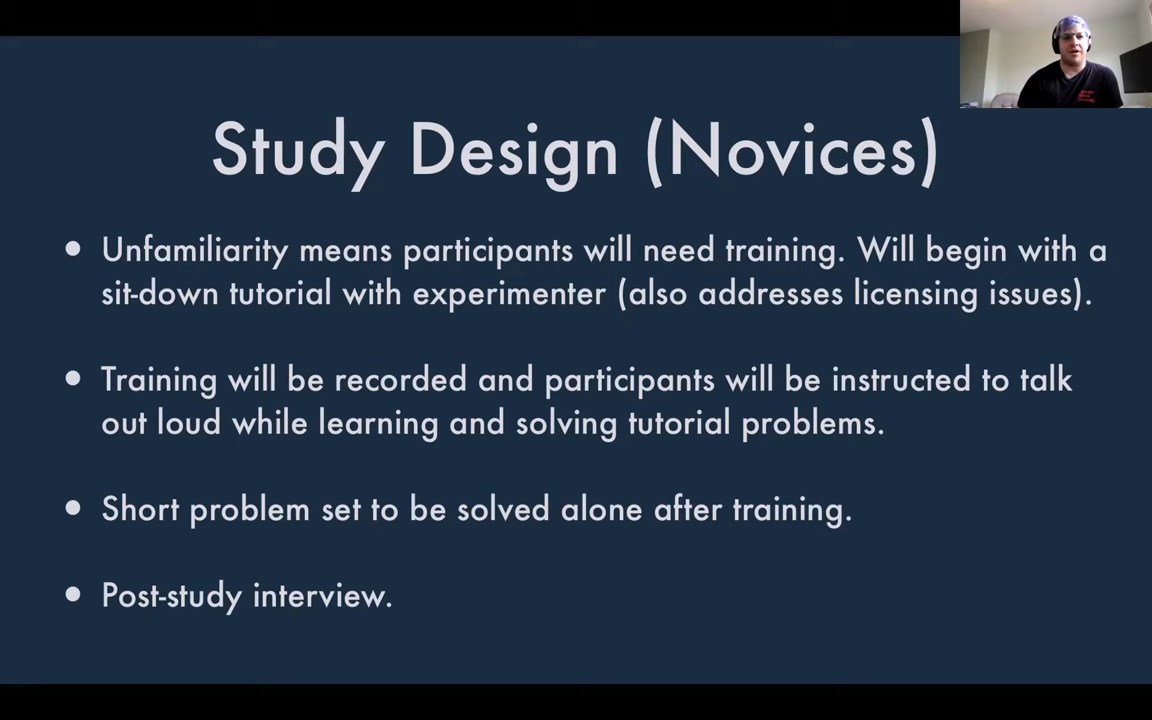 Study Design (Novices)
• Unfamiliarity means participants will need training. Will begin with a
sit-down tutorial with experimenter (also addresses licensing issues).
• Training will be recorded and participants will be instructed to talk
out loud while learning and solving tutorial problems.
• Short problem set to be solved alone after training.
• Post-study interview.